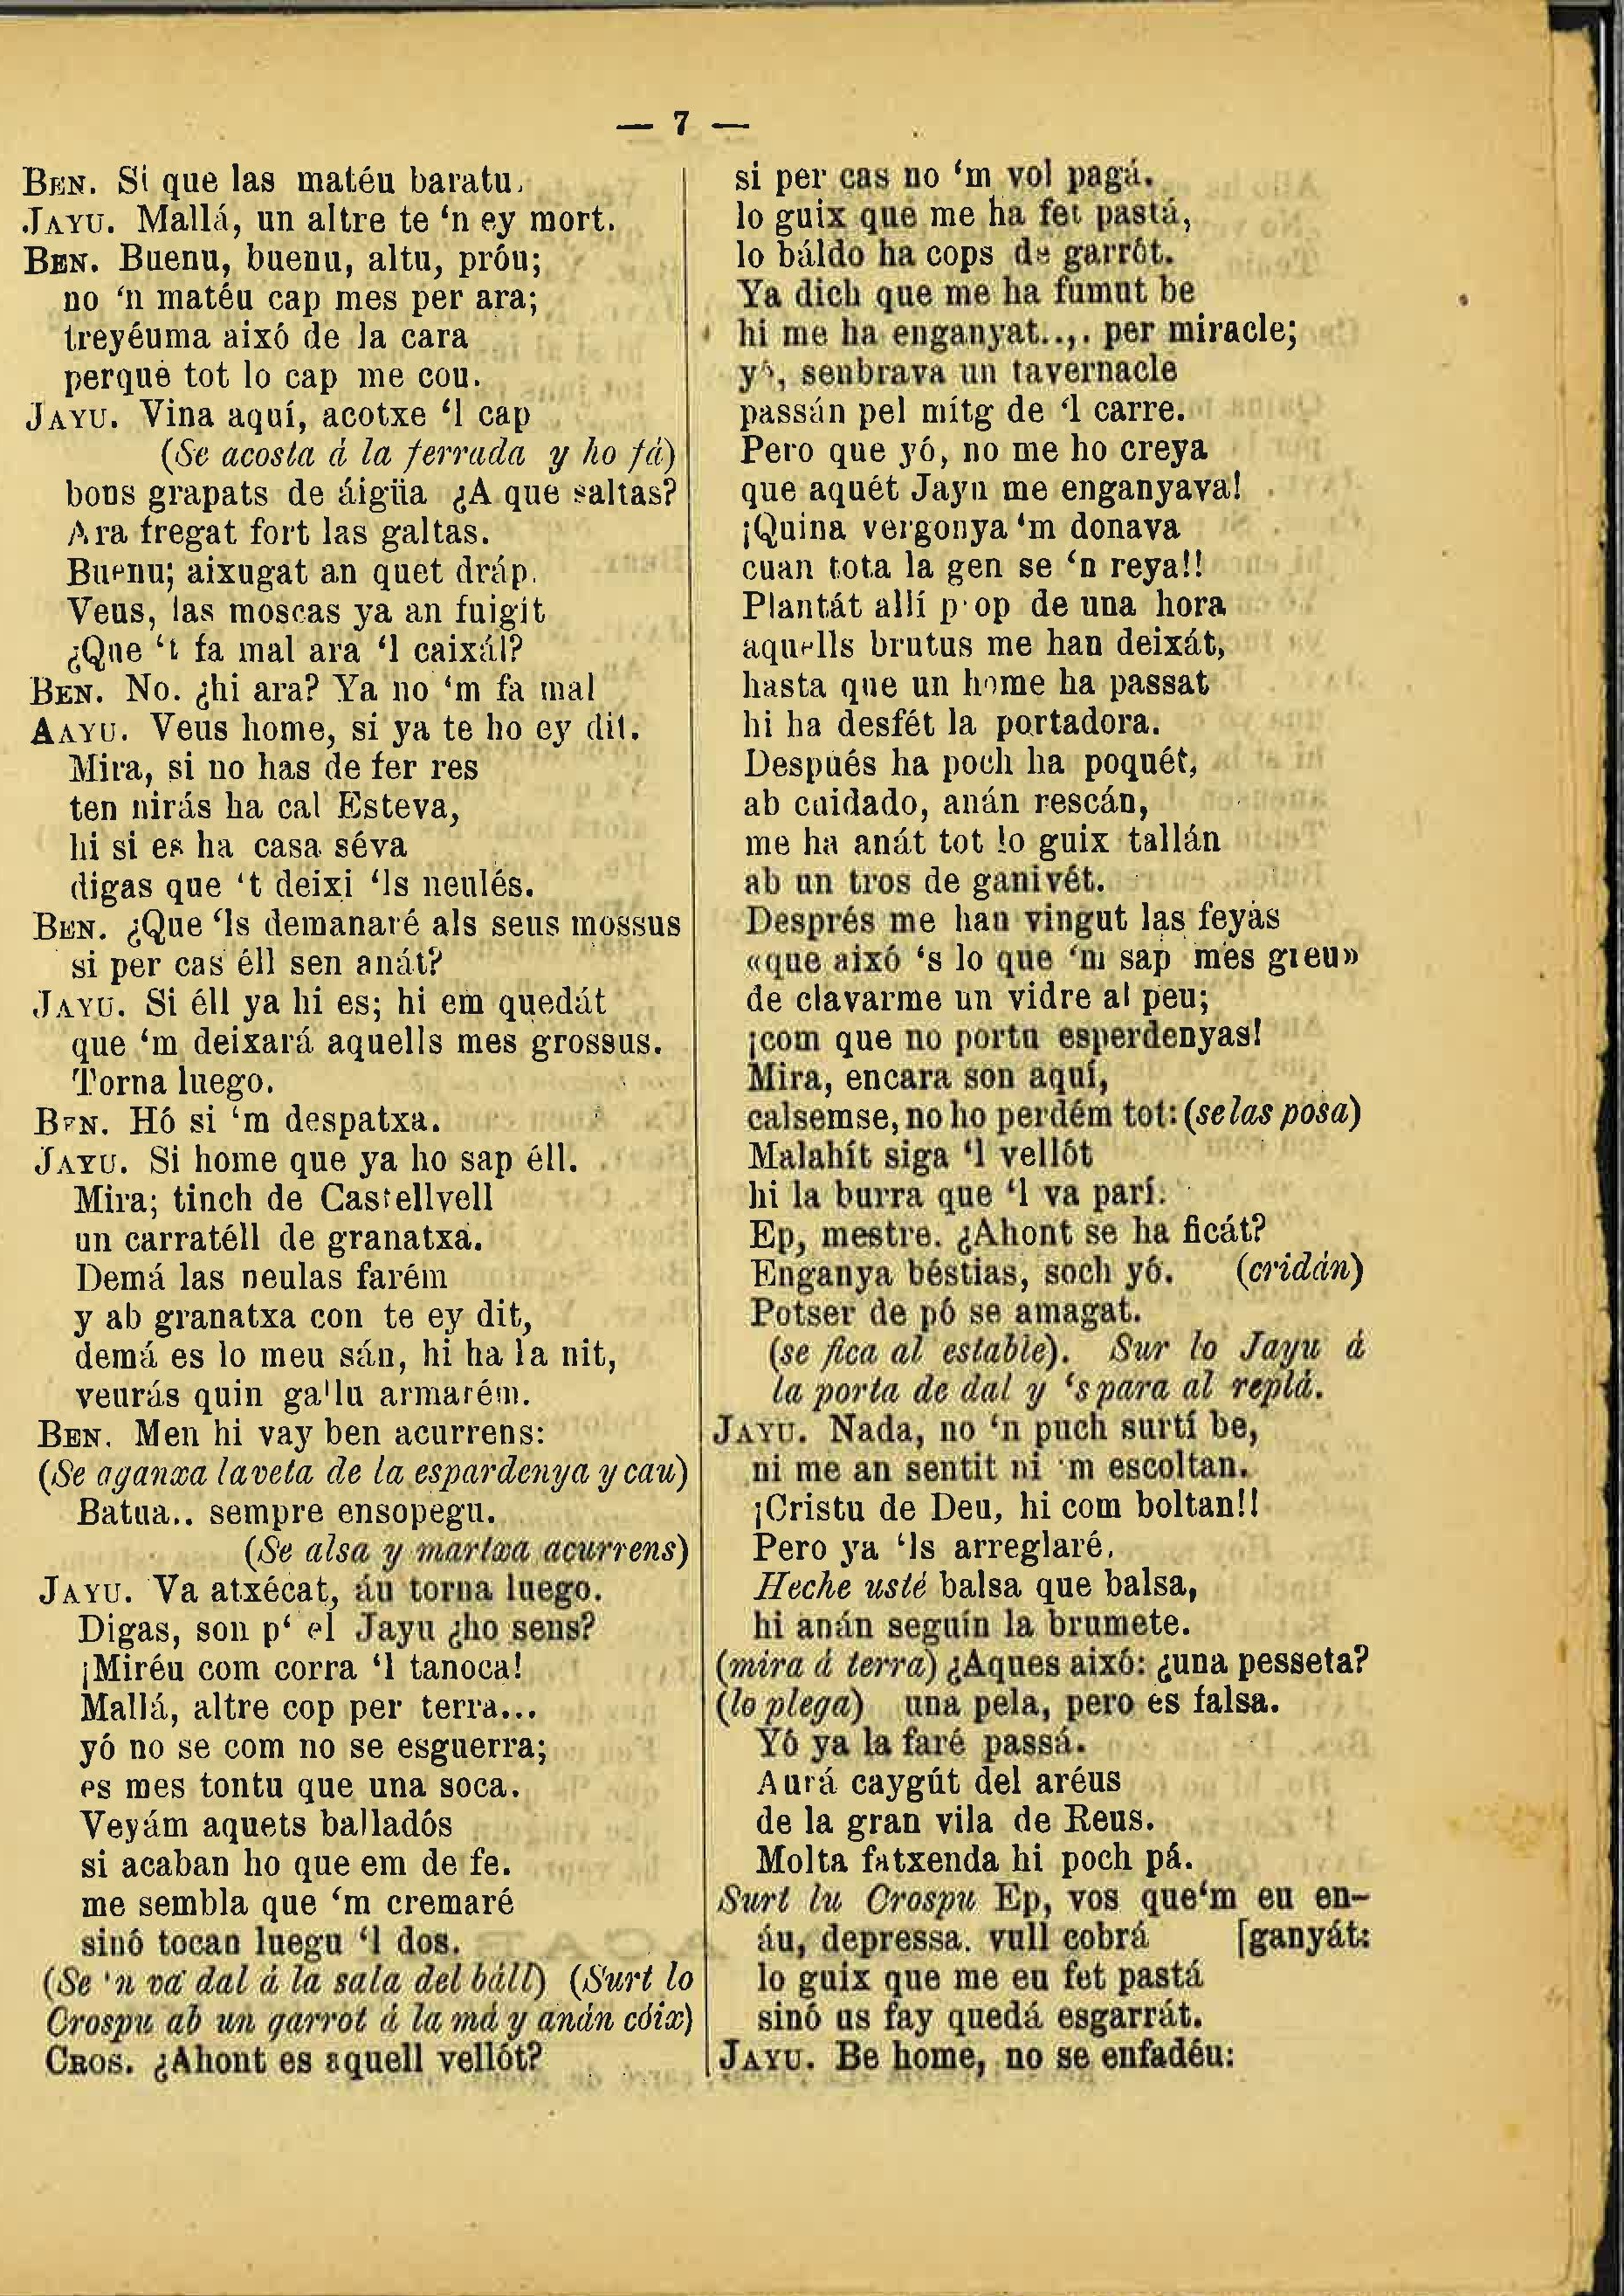 — 7 —
BEN. Si que las matéu baratu.
JAYU. Mallá, un altre te ‘n ey mort.
BEN. Buenu, buenu, altu, próu;
no ‘n matéu cap mes per ara;
treyéuma aixó de la cara
perque tot lo cap me cou.
JAYU. Vina aquí, acotxe ‘l cap
(Se acosta á la ferrada y ho fá)
bons grapats de áigüa ¿A que saltas?
Ara fregat fort las galtas.
Buenu; aixugat an quet dráp.
Veus, las moscas ya an fuigit
¿Que ‘t fa mal ara ‘l caixál?
BEN. No. ¿hi ara? Ya no ‘m fa mal
AAYU. Veus home, si ya te ho ey dit.
Mira, si no has de fer res
ten nirás ha cal Esteva,
hi si es ha casa séva
digas que ‘t deixi ‘ls neulés.
BEN. ¿Que ‘ls demanaré als seus mossus
si per cas éll sen anát?
JAYU. Si éll ya hi es; hi em quedát
que ‘m deixará aquells mes grossus.
Torna luego.
BEN. Hó si ‘m despatxa.
JAYU. Si home que ya ho sap éll.
Mira; tinch de Castellvell
un carratéll de granatxa.
Demá las neulas farém
y ab granatxa con te ey dit,
demá es lo meu sán, hi ha la nit,
veurás quin gallu armarém.
BEN. Men hi vay ben acurrens:
(Se aganxa laveta de la espardenya y cau)
Batua.. sempre ensopegu.
(Se alsa y martxa acurrens)
JAYU. Va atxécat, áu torna luego.
Digas, son p‘ el Jayu ¿ho sens?
¡Miréu com corra ‘l tanoca!
Mallá, altre cop per terra...
yó no se com no se esguerra;
es mes tontu que una soca.
Veyám aquets balladós
si acaban ho que em de fe.
me sembla que ‘m cremaré
sinó tocan luegu ‘l dos.
(Se ‘n vá dal á la sala del báll) (Surt lo
Crospu ab un garrot á la má y anán cóix)
CROS. ¿Ahont es aquell vellót?
si per cas no ‘m vol pagá.
lo guix que me ha fet pastá,
lo báldo ha cops de garrót.
Ya dich que me ha fumut be
hi me ha enganyat..,. per miracle;
yó, senbrava un tavernacle
passán pel mítg de ‘l carre.
Pero que yó, no me ho creya
que aquét Jayu me enganyava!
¡Quina vergonya ‘m donava
cuan tota la gen se ‘n reya!!
Plantát allí prop de una hora
aquells brutus me han deixát,
hasta que un home ha passat
hi ha desfét la portadora.
Después ha poch ha poquét,
ab cuidado, anán rescán,
me ha anát tot lo guix tallán
ab un tros de ganivét.
Després me han vingut las feyas
«que aixó ‘s lo que ‘m sap mes greu»
de clavarme un vidre al peu;
¡com que no portu esperdenyas!
Mira, encara son aquí,
calsemse, no ho perdém tot: (se las posa)
Malahít siga ‘l vellót
hi la burra que ‘l va parí.
Ep, mestre. ¿Ahont se ha ficát?
Enganya béstias, soch yó. (cridán)
Potser de pó se amagat.
(se fica al estable). Sur lo Jayu á
la porta de dal y ‘s para al replá.
JAYU. Nada, no ‘n puch surtí be,
ni me an sentit ni ‘m escoltan.
¡Cristu de Deu, hi com boltan!!
Pero ya ‘ls arreglaré.
Heche usté balsa que balsa,
hi anán seguín la brumete.
(mira á terra) ¿Aques aixó: ¿una pesseta?
(lo plega) una pela, pero es falsa.
Yó ya la faré passá.
Aurá caygút del aréus
de la gran vila de Reus.
Molta fatxenda hi poch pá.
Surt lu Crospu Ep, vos que‘m eu en-
áu, depressa. vull cobrá [ganyát:
lo guix que me eu fet pastá
sinó us fay quedá esgarrát.
JAYU. Be home, no se enfadéu: